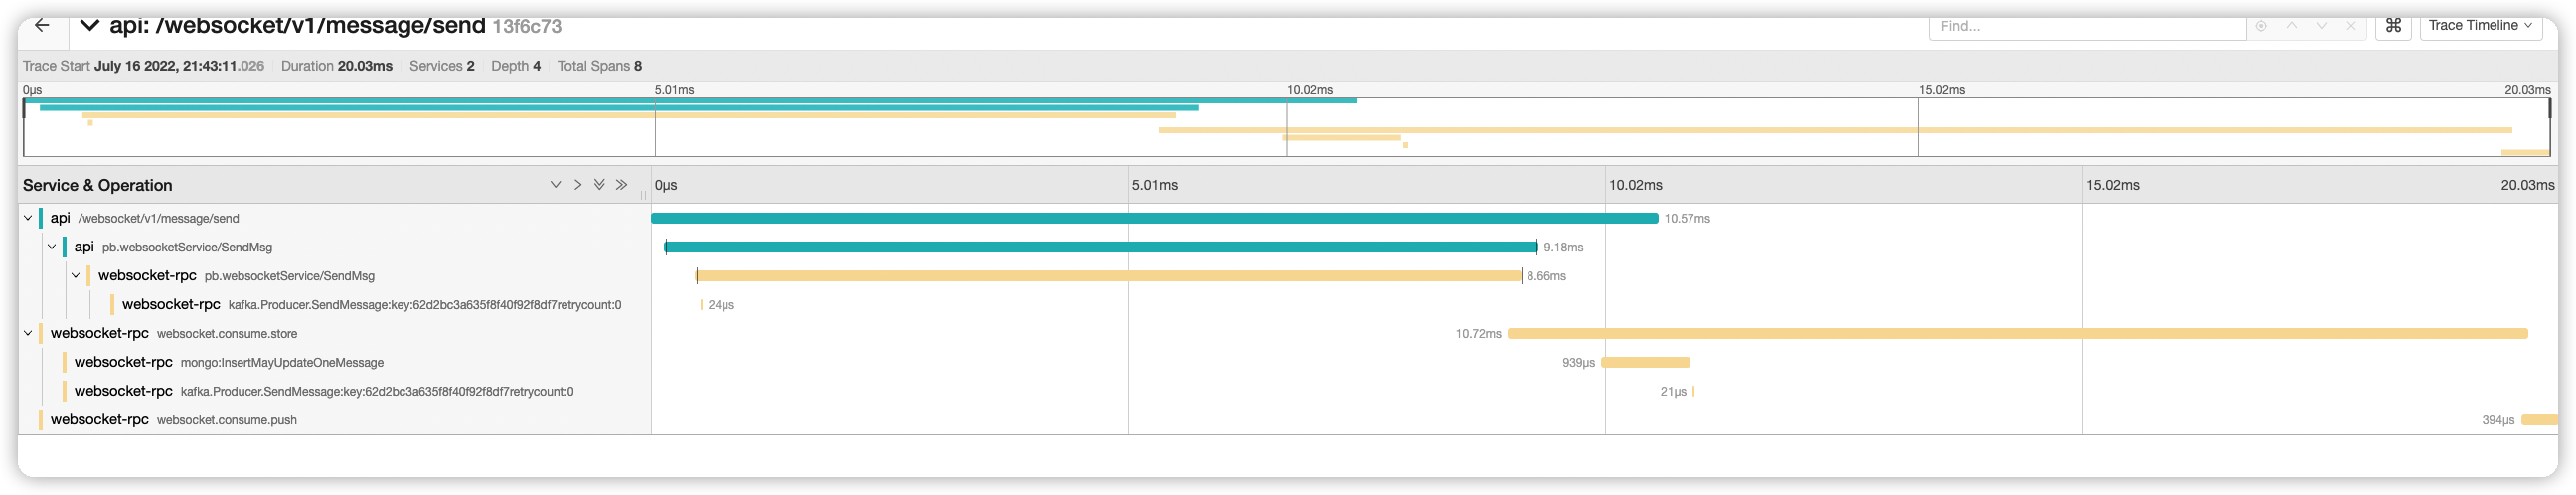 api: /websocket/v1/message/send 13f6c73
Find...
⌘
Trace Timeline
Trace Start July 16 2022, 21:43:11.026 Duration 20.03ms Services 2 Depth 4 Total Spans 8
0μs 5.01ms 10.02ms 15.02ms 20.03ms
Service & Operation 0μs 5.01ms 10.02ms 15.02ms 20.03ms
api /websocket/v1/message/send 10.57ms
api pb.websocketService/SendMsg 9.18ms
websocket-rpc pb.websocketService/SendMsg 8.66ms
websocket-rpc kafka.Producer.SendMessage:key:62d2bc3a635f8f40f92f8df7retrycount:0 24μs
websocket-rpc websocket.consume.store 10.72ms
websocket-rpc mongo:InsertMayUpdateOneMessage 939μs
websocket-rpc kafka.Producer.SendMessage:key:62d2bc3a635f8f40f92f8df7retrycount:0 21μs
websocket-rpc websocket.consume.push 394μs